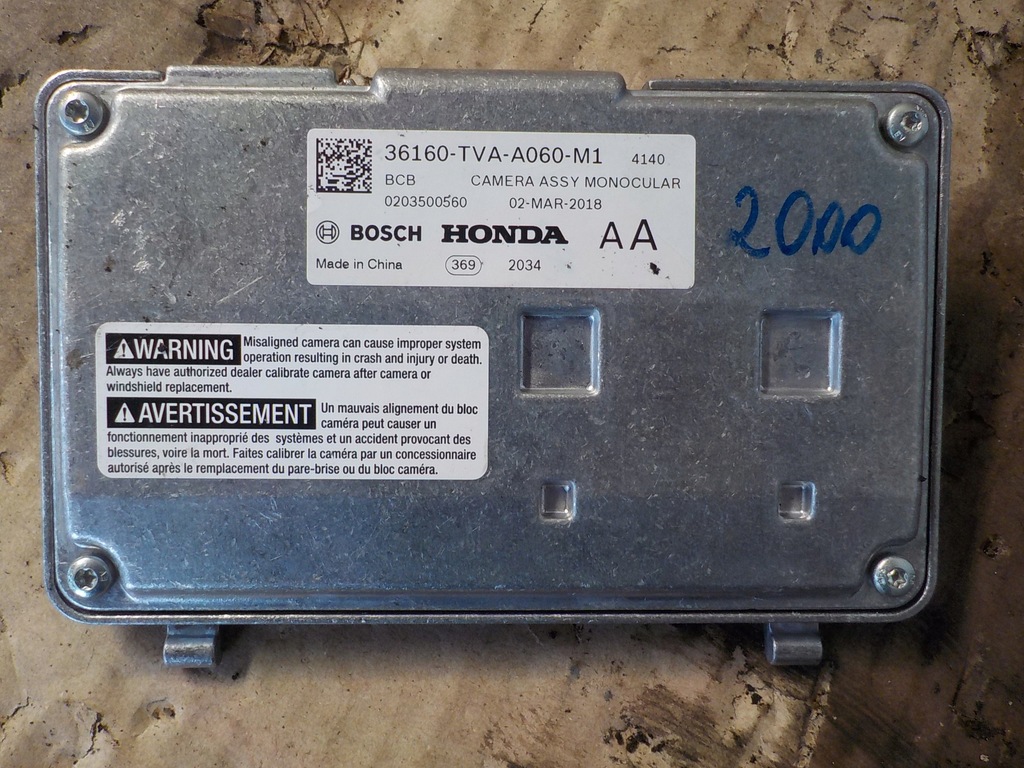 36160-TVA-A060-M1 4140
BCB CAMERA ASSY MONOCULAR
0203500560 02-MAR-2018
BOSCH HONDA AA
Made in China 369 2034
2000
WARNING Misaligned camera can cause improper system
operation resulting in crash and injury or death.
Always have authorized dealer calibrate camera after camera or
windshield replacement.
AVERTISSEMENT Un mauvais alignement du bloc
caméra peut causer un
fonctionnement inapproprié des systèmes et un accident provocant des
blessures, voire la mort. Faites calibrer la caméra par un concessionnaire
autorisé après le remplacement du pare-brise ou du bloc caméra.